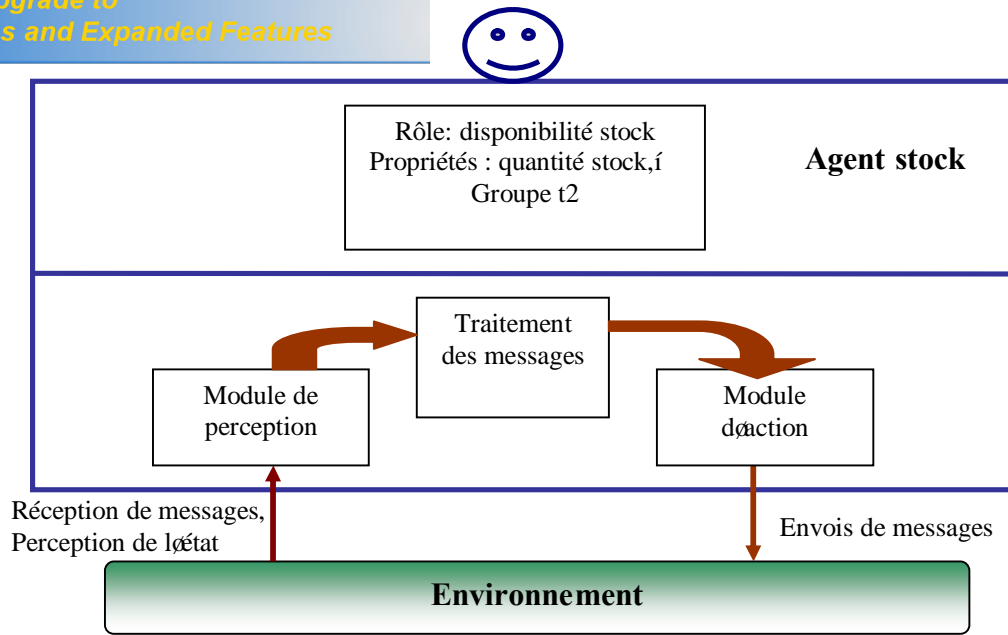 pgrade to
s and Expanded Features
Rôle: disponibilité stock
Propriétés : quantité stock,í
Groupe t2
Agent stock
Traitement
des messages
Module de
perception
Module
døaction
Réception de messages,
Perception de løétat
Envois de messages
Environnement